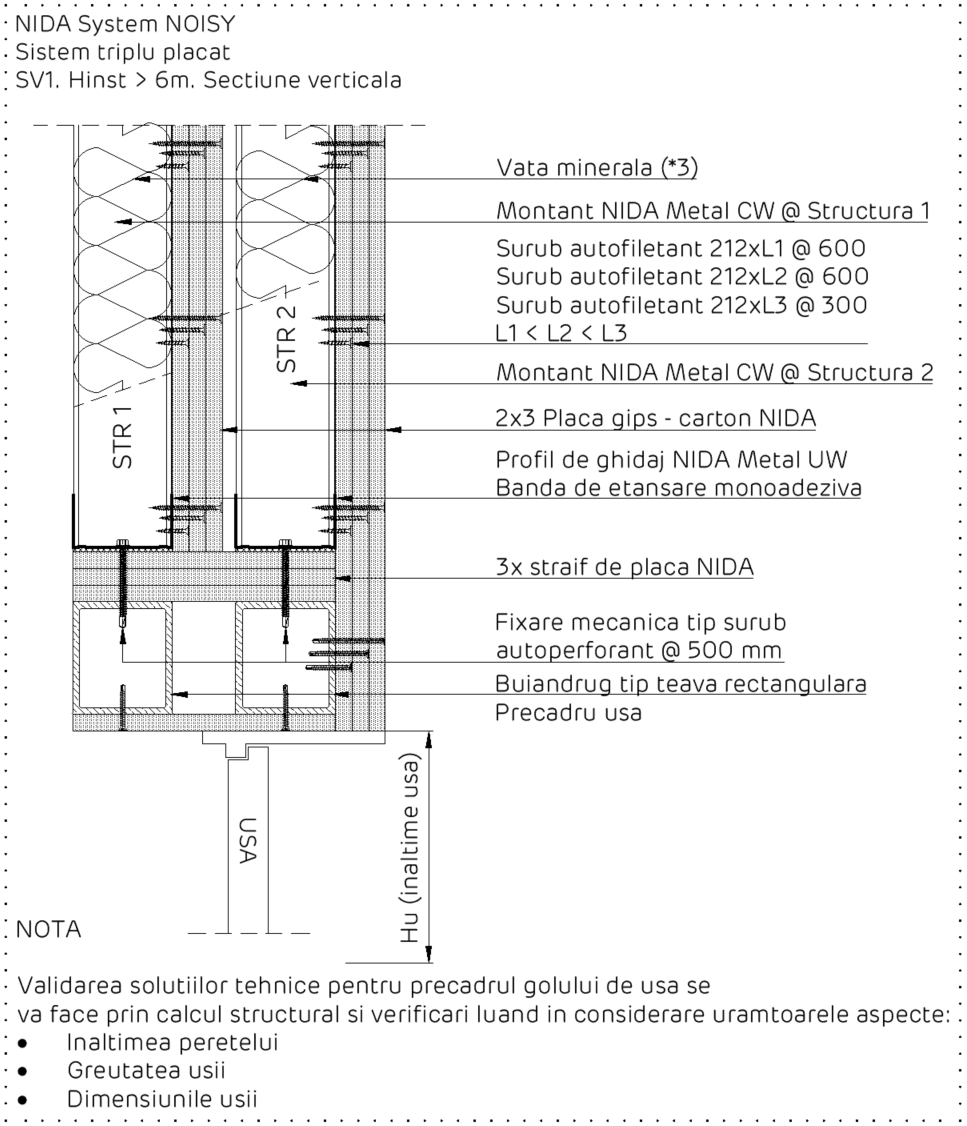 NIDA System NOISY
Sistem triplu placat
SV1. Hinst > 6m. Sectiune verticala
Vata minerala (*3)
Montant NIDA Metal CW @ Structura 1
Surub autofiletant 212xL1 @ 600
Surub autofiletant 212xL2 @ 600
Surub autofiletant 212xL3 @ 300
L1 < L2 < L3
STR 2
Montant NIDA Metal CW @ Structura 2
STR 1
2x3 Placa gips - carton NIDA
Profil de ghidaj NIDA Metal UW
Banda de etansare monoadeziva
3x straif de placa NIDA
Fixare mecanica tip surub
autoperforant @ 500 mm
Buiandrug tip teava rectangulara
Precadru usa
USA
Hu (inaltime usa)
NOTA
Validarea solutiilor tehnice pentru precadrul golului de usa se
va face prin calcul structural si verificari luand in considerare uramtoarele aspecte:
● Inaltimea peretelui
● Greutatea usii
● Dimensiunile usii